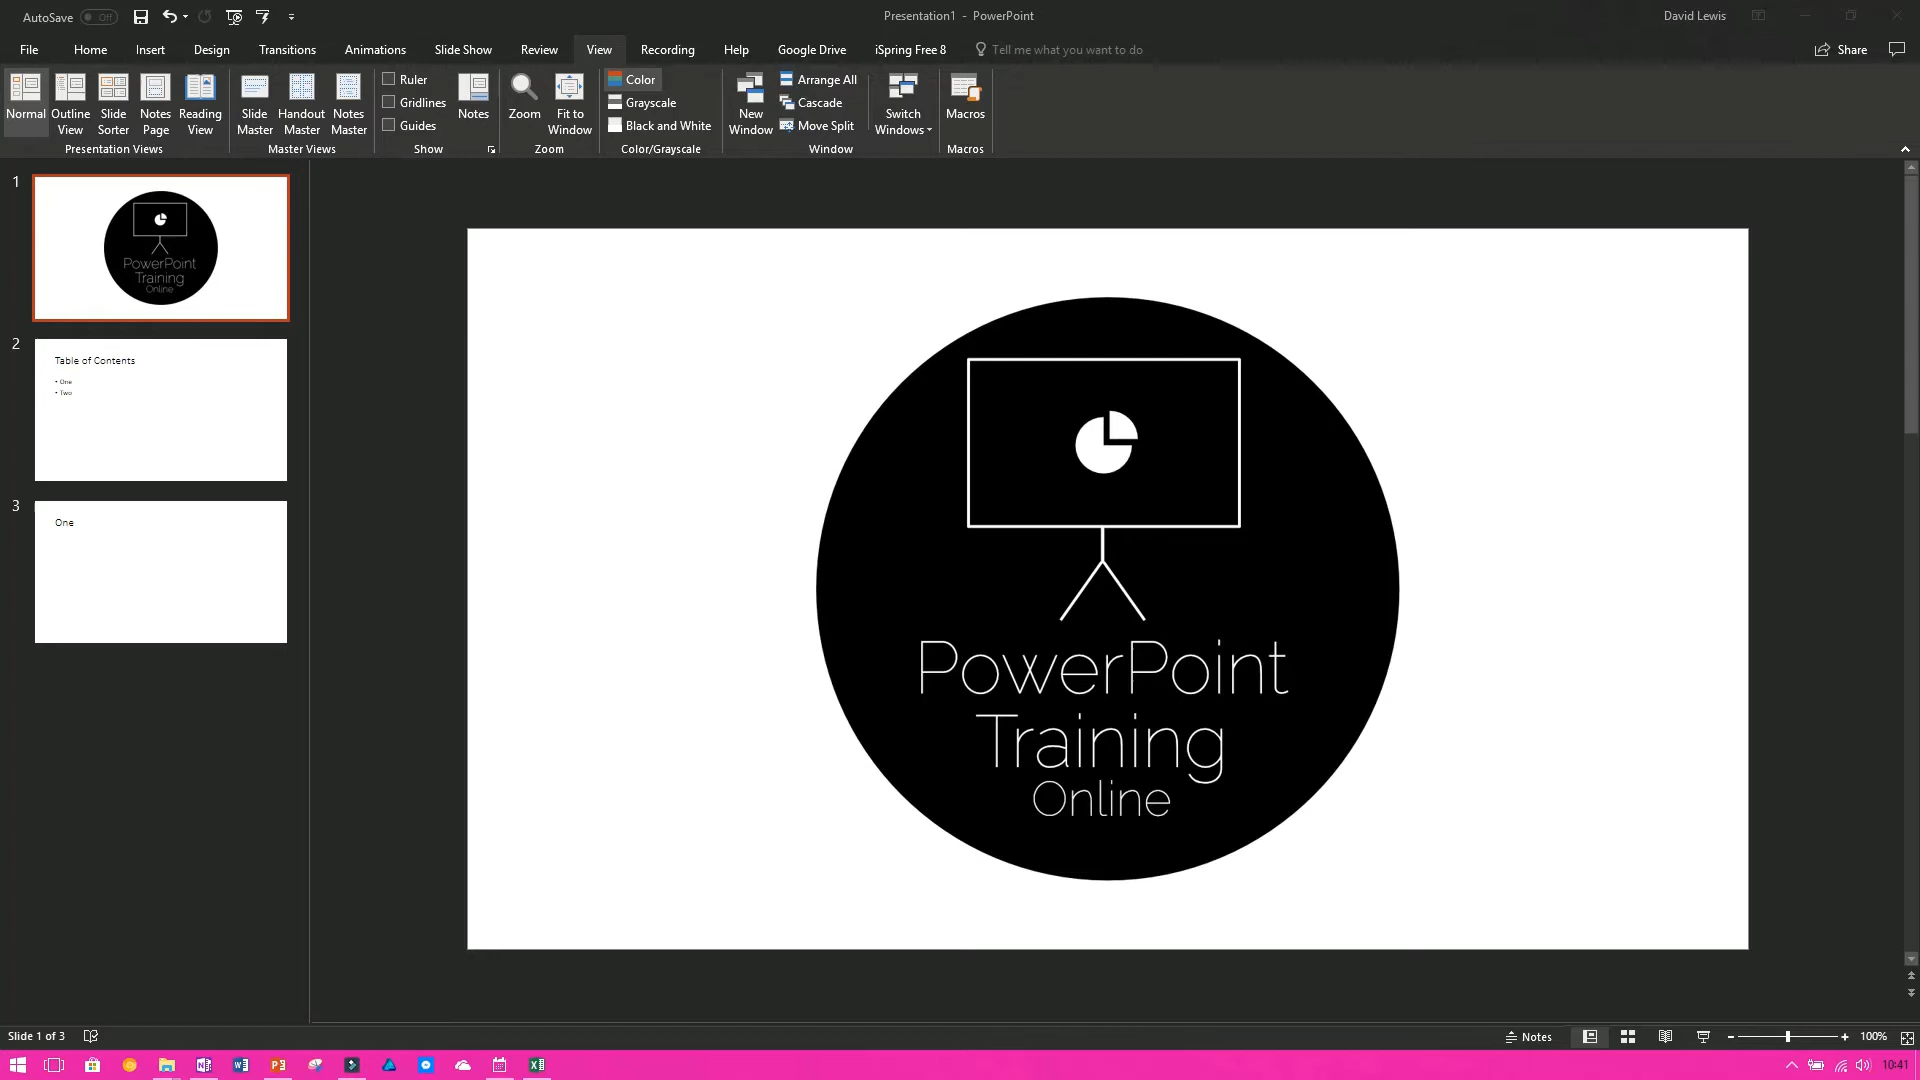 AutoSave Off
Presentation1 - PowerPoint
David Lewis
File Home Insert Design Transitions Animations Slide Show Review View Recording Help Google Drive iSpring Free 8 Tell me what you want to do
Share
Normal
Outline View
Slide Sorter
Notes Page
Reading View
Presentation Views
Slide Master
Handout Master
Notes Master
Master Views
Ruler
Gridlines
Guides
Show
Notes
Zoom
Fit to Window
Zoom
Color
Grayscale
Black and White
Color/Grayscale
New Window
Arrange All
Cascade
Move Split
Switch Windows
Window
Macros
Macros
1
PowerPoint
Training
Online
2
Table of Contents
• One
• Two
3
One
PowerPoint
Training
Online
Slide 1 of 3
Notes
100%
10:41